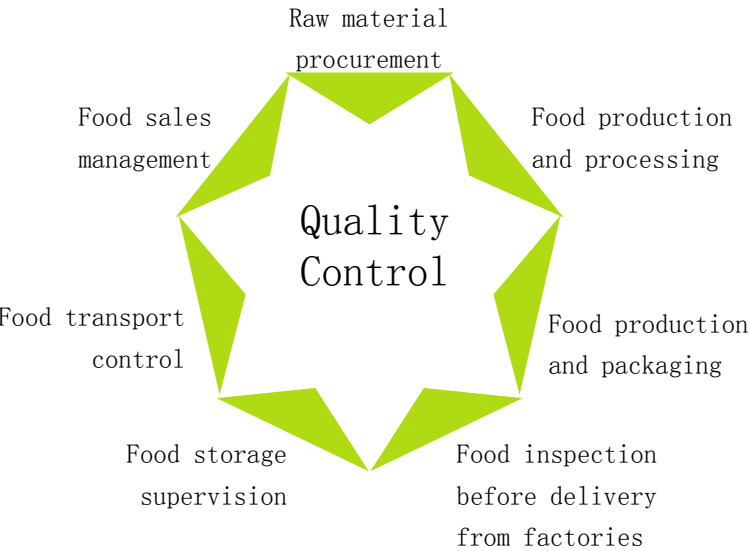 Raw material
procurement
Food sales
management
Food production
and processing
Quality
Control
Food transport
control
Food production
and packaging
Food storage
supervision
Food inspection
before delivery
from factories